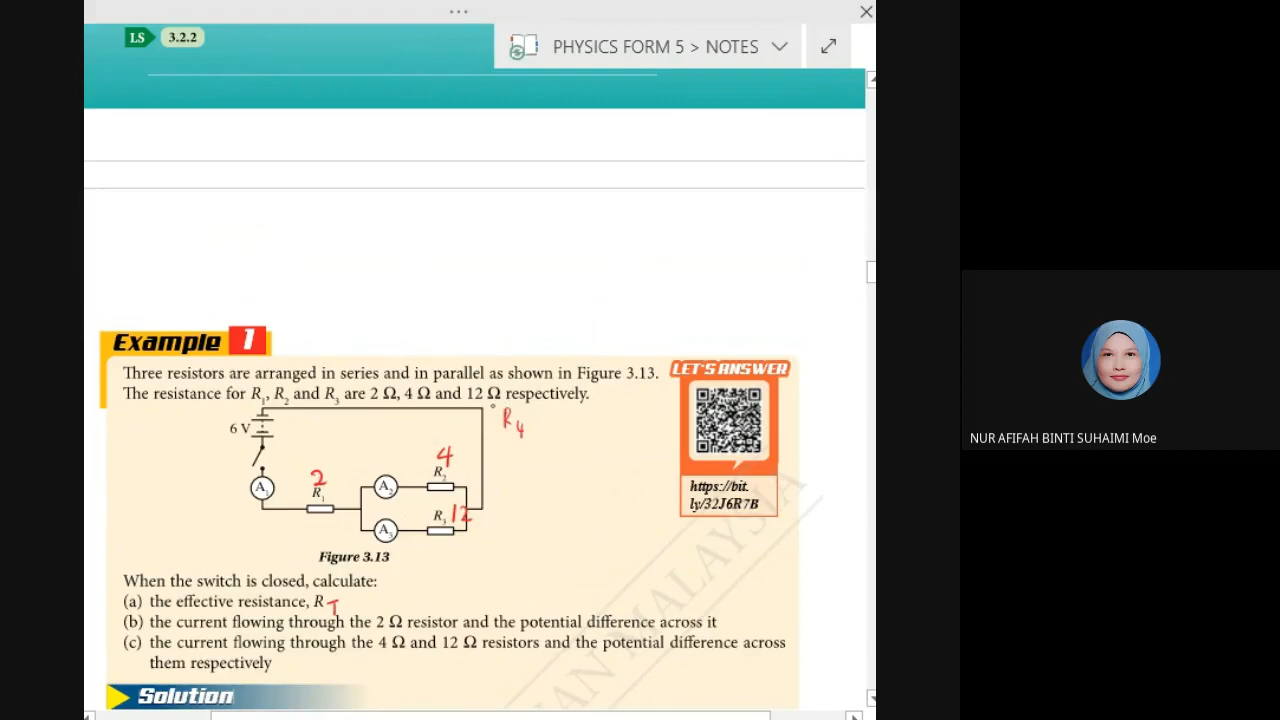 LS 3.2.2
PHYSICS FORM 5 > NOTES
Example 1
Three resistors are arranged in series and in parallel as shown in Figure 3.13.
The resistance for R1, R2 and R3 are 2 Ω, 4 Ω and 12 Ω respectively.
LET'S ANSWER
https://bit.
ly/32J6R7B
R4
6 V
4
R2
2
R1
A1
A2
R3 12
A3
Figure 3.13
When the switch is closed, calculate:
(a) the effective resistance, R T
(b) the current flowing through the 2 Ω resistor and the potential difference across it
(c) the current flowing through the 4 Ω and 12 Ω resistors and the potential difference across
them respectively
Solution
MALAYSIA
NUR AFIFAH BINTI SUHAIMI Moe